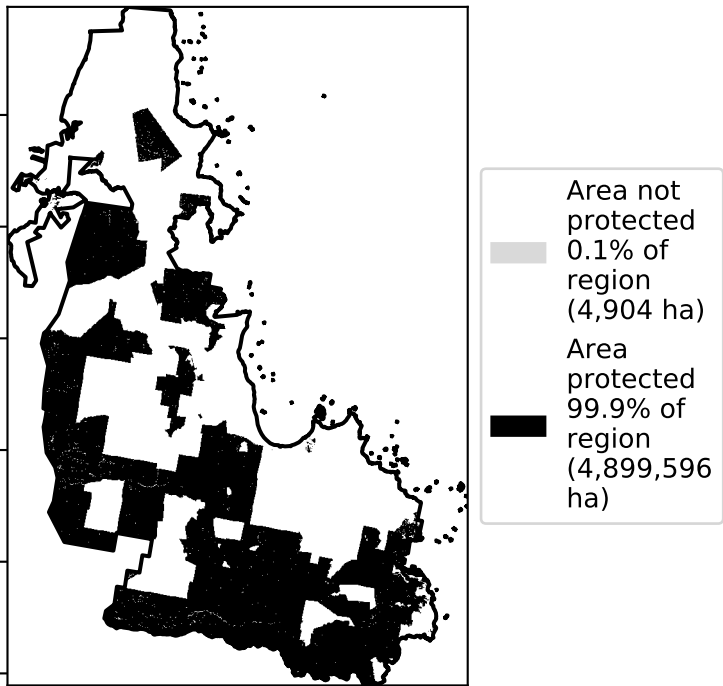 Area not
protected
0.1% of
region
(4,904 ha)
Area
protected
99.9% of
region
(4,899,596
ha)